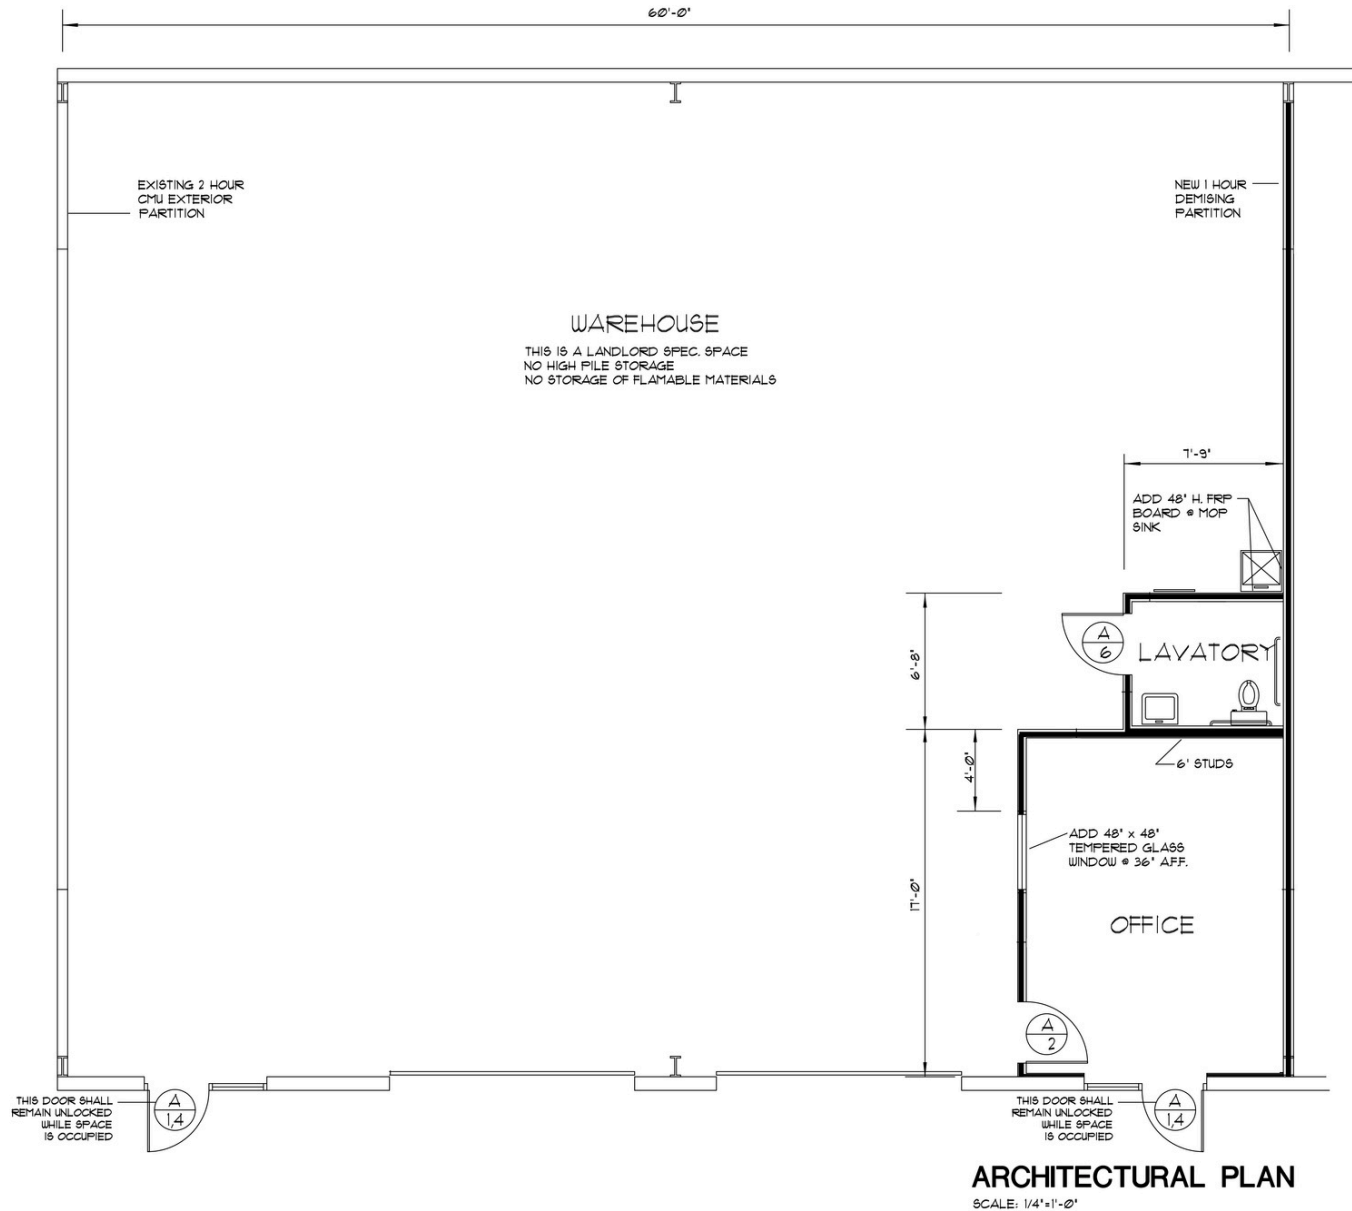 60'-0"
EXISTING 2 HOUR
CMU EXTERIOR
PARTITION
NEW 1 HOUR
DEMISING
PARTITION
WAREHOUSE
THIS IS A LANDLORD SPEC. SPACE
NO HIGH PILE STORAGE
NO STORAGE OF FLAMABLE MATERIALS
7'-9"
ADD 48" H. FRP
BOARD @ MOP
SINK
6'-8"
A
6
LAVATORY
4'-0"
6" STUDS
ADD 48" x 48"
TEMPERED GLASS
WINDOW @ 36" A.F.F.
17'-0"
OFFICE
A
2
THIS DOOR SHALL
REMAIN UNLOCKED
WHILE SPACE
IS OCCUPIED
A
1,4
THIS DOOR SHALL
REMAIN UNLOCKED
WHILE SPACE
IS OCCUPIED
A
1,4
ARCHITECTURAL PLAN
SCALE: 1/4"=1'-0"